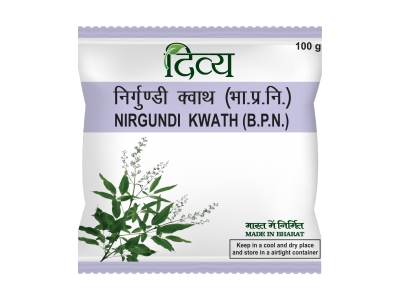 दिव्य
100 g
निर्गुण्डी क्वाथ (भा.प्र.नि.)
NIRGUNDI KWATH (B.P.N.)
भारत में निर्मित
MADE IN BHARAT
Keep in a cool and dry place
and store in a airtight container